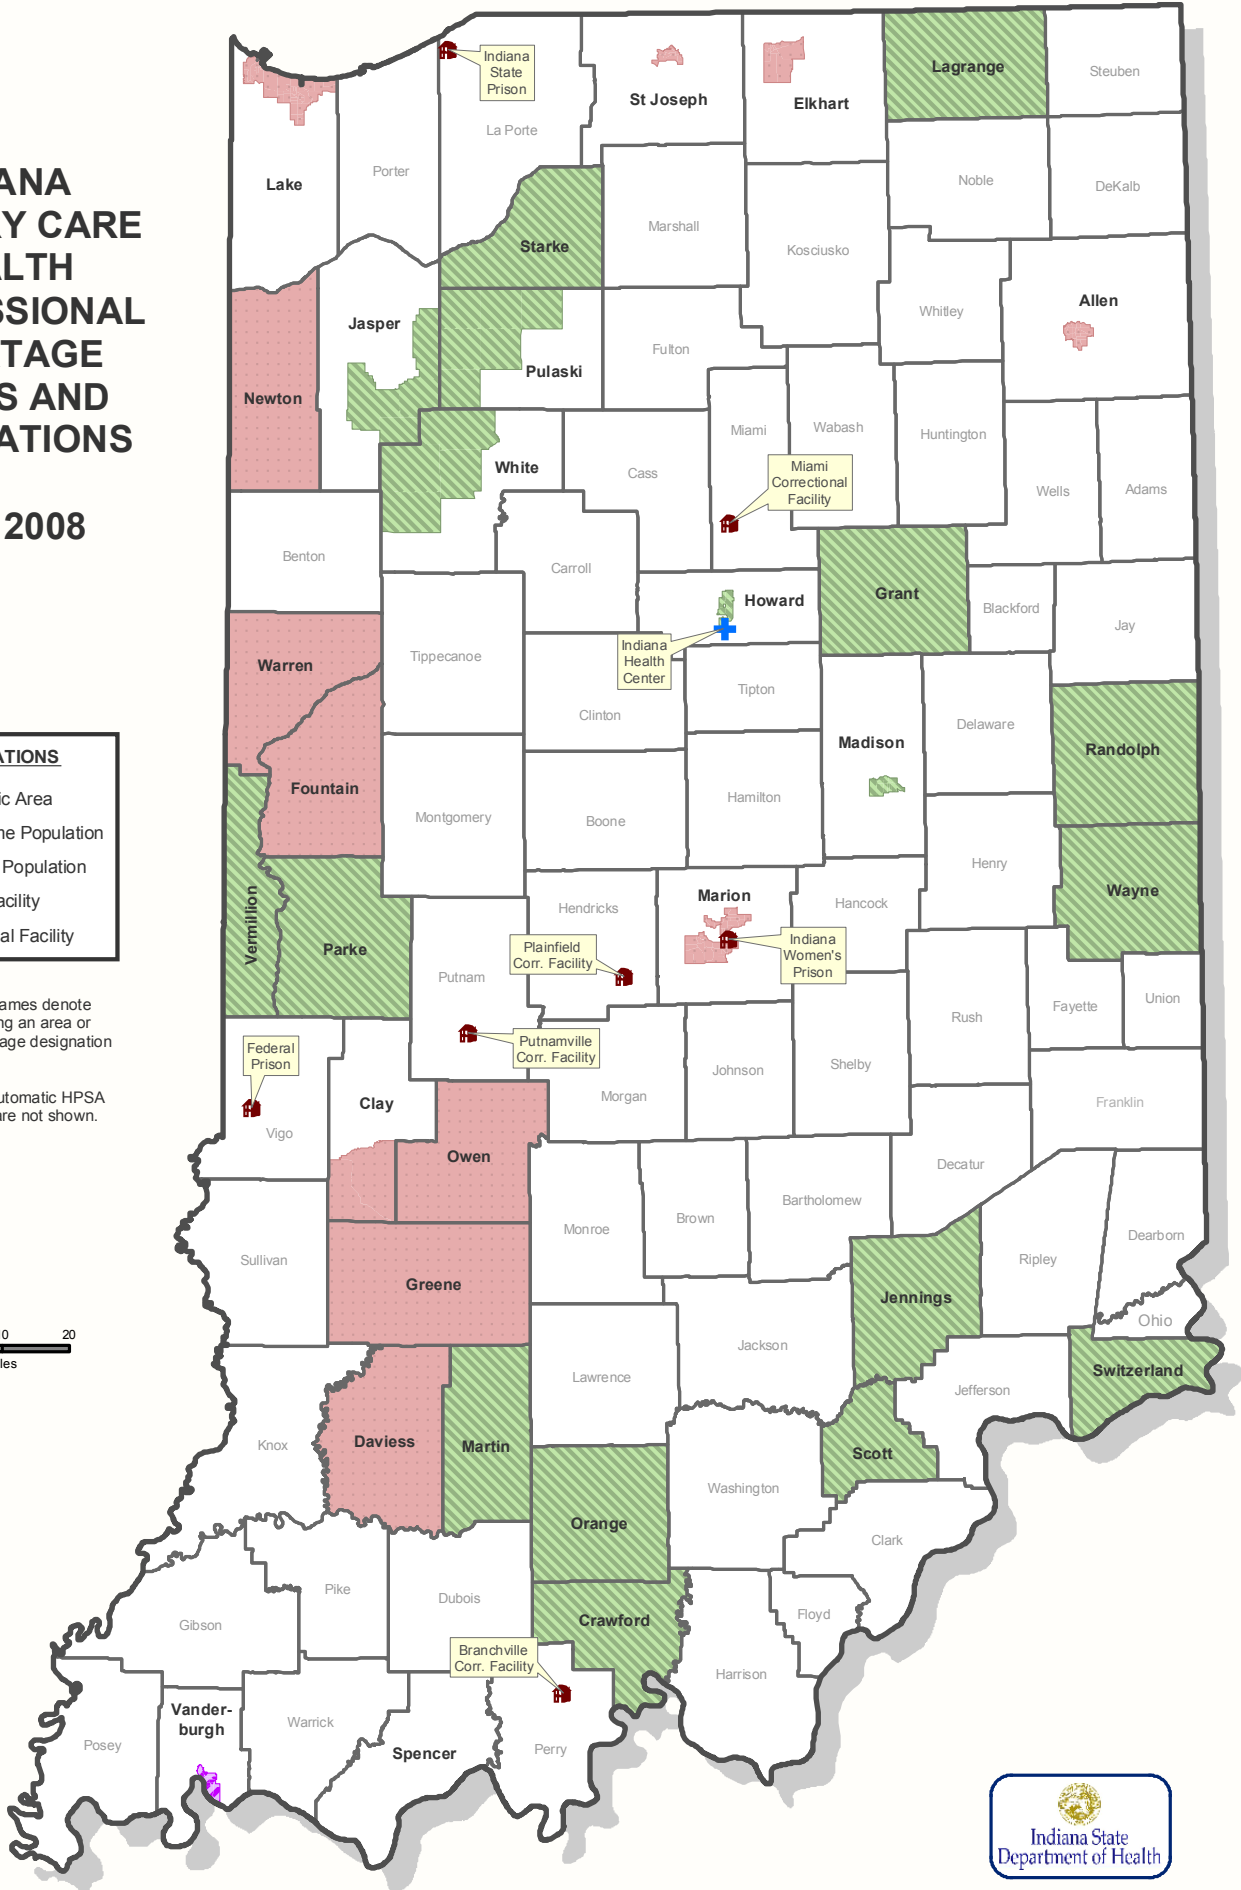 ANA
Y CARE
ALTH
SSIONAL
TAGE
S AND
ATIONS
2008
ATIONS
ic Area
ne Population
Population
acility
al Facility
ames denote
ng an area or
age designation
utomatic HPSA
are not shown.
0 20
les
Indiana
State
Prison
La Porte
St Joseph
Elkhart
Lagrange
Steuben
Lake
Porter
Starke
Marshall
Kosciusko
Noble
DeKalb
Newton
Jasper
Pulaski
Fulton
Whitley
Allen
White
Cass
Miami
Wabash
Huntington
Wells
Adams
Miami
Correctional
Facility
Benton
Carroll
Howard
Grant
Blackford
Jay
Indiana
Health
Center
Warren
Tippecanoe
Clinton
Tipton
Madison
Delaware
Randolph
Fountain
Montgomery
Boone
Hamilton
Henry
Wayne
Vermillion
Parke
Hendricks
Marion
Hancock
Plainfield
Corr. Facility
Indiana
Women's
Prison
Putnam
Rush
Fayette
Union
Federal
Prison
Putnamville
Corr. Facility
Johnson
Shelby
Vigo
Clay
Morgan
Franklin
Owen
Decatur
Sullivan
Monroe
Brown
Bartholomew
Ripley
Dearborn
Greene
Jennings
Ohio
Lawrence
Jackson
Jefferson
Switzerland
Knox
Daviess
Martin
Scott
Orange
Washington
Clark
Gibson
Pike
Dubois
Crawford
Floyd
Branchville
Corr. Facility
Harrison
Posey
Vander-
burgh
Warrick
Spencer
Perry
Indiana State
Department of Health